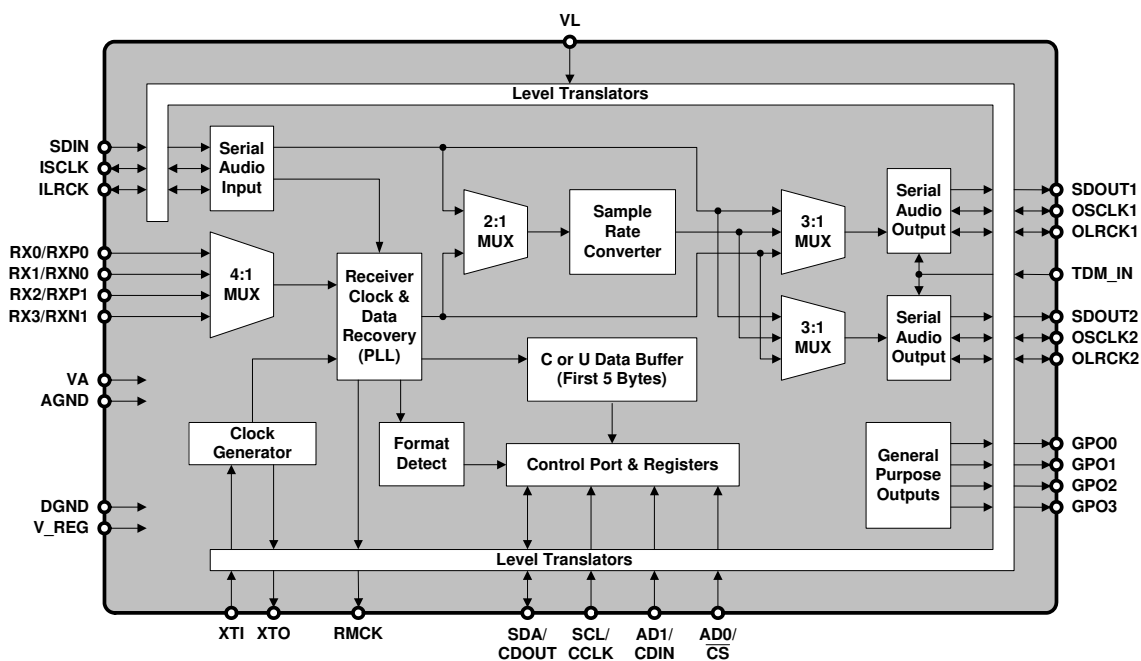 VL
Level Translators
SDIN
ISCLK
ILRCK
Serial
Audio
Input
2:1
MUX
Sample
Rate
Converter
3:1
MUX
Serial
Audio
Output
SDOUT1
OSCLK1
OLRCK1
RX0/RXP0
RX1/RXN0
RX2/RXP1
RX3/RXN1
4:1
MUX
Receiver
Clock &
Data
Recovery
(PLL)
TDM_IN
3:1
MUX
Serial
Audio
Output
SDOUT2
OSCLK2
OLRCK2
C or U Data Buffer
(First 5 Bytes)
VA
AGND
Clock
Generator
Format
Detect
Control Port & Registers
General
Purpose
Outputs
GPO0
GPO1
GPO2
GPO3
DGND
V_REG
Level Translators
XTI
XTO
RMCK
SDA/
CDOUT
SCL/
CCLK
AD1/
CDIN
AD0/
CS